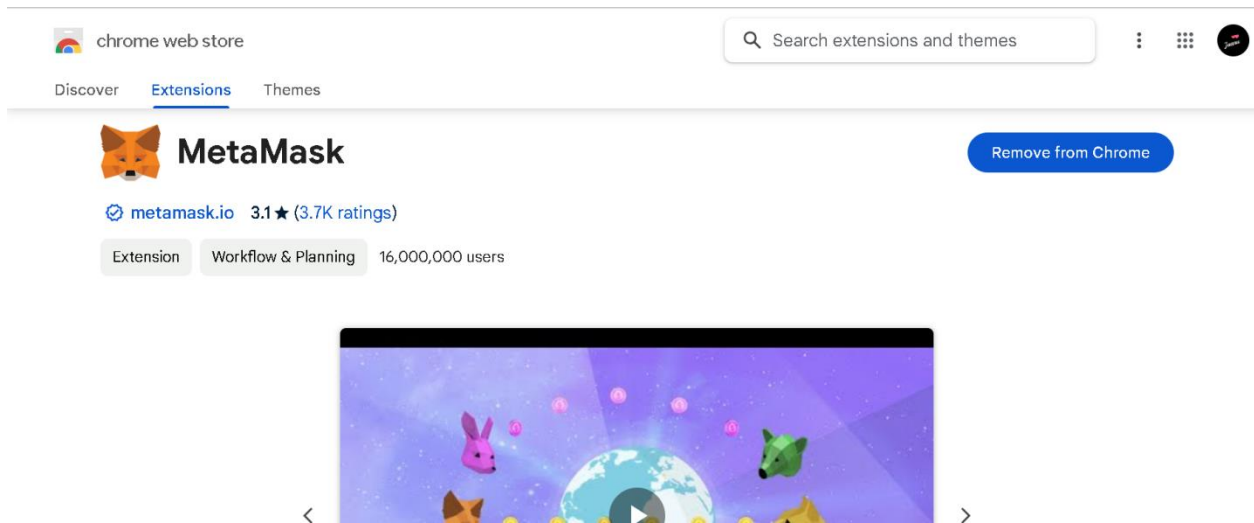 chrome web store
Search extensions and themes
Discover Extensions Themes
MetaMask
Remove from Chrome
metamask.io 3.1★ (3.7K ratings)
Extension Workflow & Planning 16,000,000 users